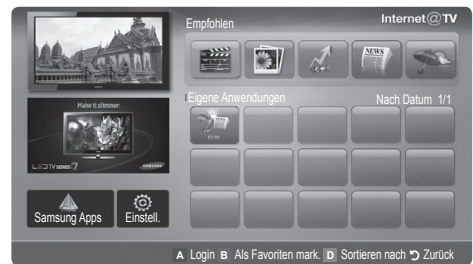 Internet@TV
Empfohlen
NEWS
Make it slimmer.
LED TV SERIES 7
SAMSUNG
Eigene Anwendungen
Nach Datum 1/1
Samsung Apps
Einstell.
A Login B Als Favoriten mark. D Sortieren nach Zurück